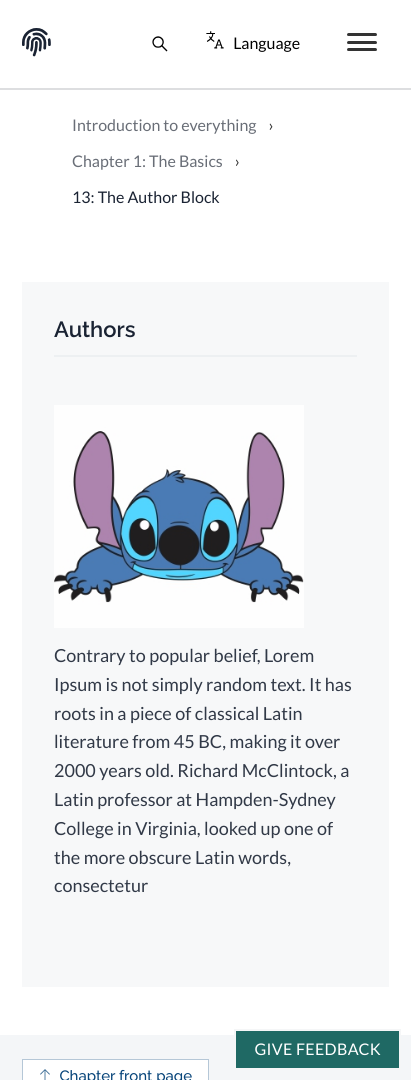 Language
Introduction to everything ›
Chapter 1: The Basics ›
13: The Author Block
Authors
Contrary to popular belief, Lorem
Ipsum is not simply random text. It has
roots in a piece of classical Latin
literature from 45 BC, making it over
2000 years old. Richard McClintock, a
Latin professor at Hampden-Sydney
College in Virginia, looked up one of
the more obscure Latin words,
consectetur
GIVE FEEDBACK
↑ Chapter front page